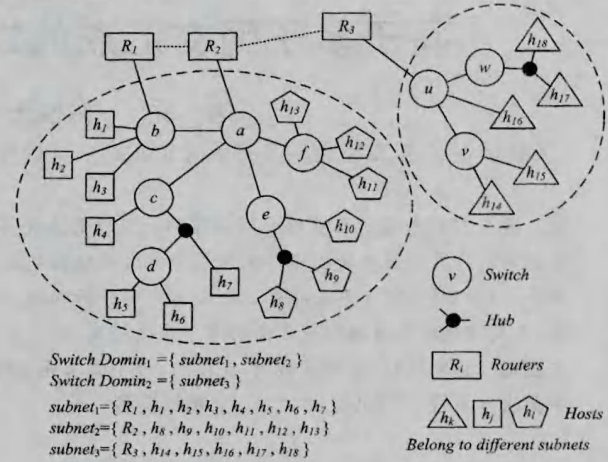 R1
R2
R3
h18
w
h17
u
h16
v
h15
h14
h13
h12
f
h11
h1
b
a
h2
h3
c
e
h10
h4
d
h7
h9
h8
h5
h6
v Switch
Hub
Ri Routers
hk hj hl Hosts
Belong to different subnets
Switch Domin1 ={ subnet1 , subnet2 }
Switch Domin2 ={ subnet3 }
subnet1={ R1 , h1 , h2 , h3 , h4 , h5 , h6 , h7 }
subnet2={ R2 , h8 , h9 , h10 , h11 , h12 , h13 }
subnet3={ R3 , h14 , h15 , h16 , h17 , h18 }